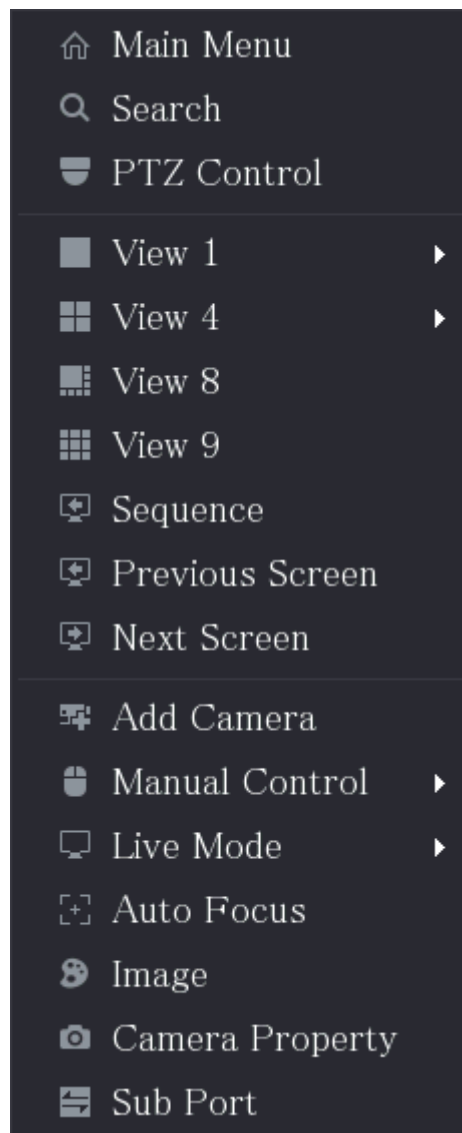 Main Menu
Search
PTZ Control
View 1
View 4
View 8
View 9
Sequence
Previous Screen
Next Screen
Add Camera
Manual Control
Live Mode
Auto Focus
Image
Camera Property
Sub Port